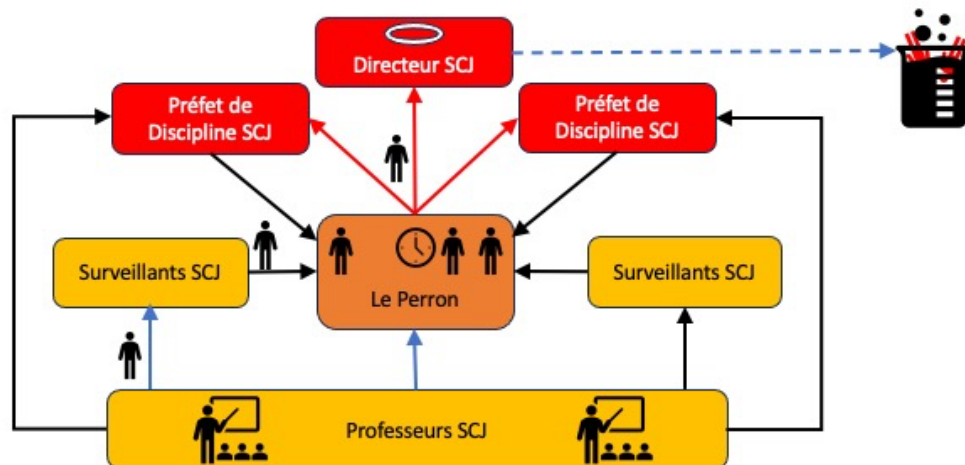 Directeur SCJ
Préfet de
Discipline SCJ
Préfet de
Discipline SCJ
Surveillants SCJ
Le Perron
Surveillants SCJ
Professeurs SCJ